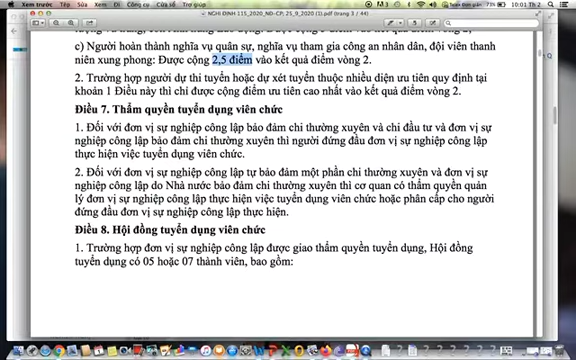 Xem trước Tệp Sửa Xem Đi Công cụ Cửa sổ Trợ giúp
10:01 Th 2
NGHI DINH 115_2020_ND-CP; 25_9_2020 (1).pdf (trang 3 / 44)
c) Người hoàn thành nghĩa vụ quân sự, nghĩa vụ tham gia công an nhân dân, đội viên thanh
niên xung phong: Được cộng 2,5 điểm vào kết quả điểm vòng 2.
2. Trường hợp người dự thi tuyển hoặc dự xét tuyển thuộc nhiều diện ưu tiên quy định tại
khoản 1 Điều này thì chỉ được cộng điểm ưu tiên cao nhất vào kết quả điểm vòng 2.
Điều 7. Thẩm quyền tuyển dụng viên chức
1. Đối với đơn vị sự nghiệp công lập bảo đảm chi thường xuyên và chi đầu tư và đơn vị sự
nghiệp công lập bảo đảm chi thường xuyên thì người đứng đầu đơn vị sự nghiệp công lập
thực hiện việc tuyển dụng viên chức.
2. Đối với đơn vị sự nghiệp công lập tự bảo đảm một phần chi thường xuyên và đơn vị sự
nghiệp công lập do Nhà nước bảo đảm chi thường xuyên thì cơ quan có thẩm quyền quản
lý đơn vị sự nghiệp công lập thực hiện việc tuyển dụng viên chức hoặc phân cấp cho người
đứng đầu đơn vị sự nghiệp công lập thực hiện.
Điều 8. Hội đồng tuyển dụng viên chức
1. Trường hợp đơn vị sự nghiệp công lập được giao thẩm quyền tuyển dụng, Hội đồng
tuyển dụng có 05 hoặc 07 thành viên, bao gồm: